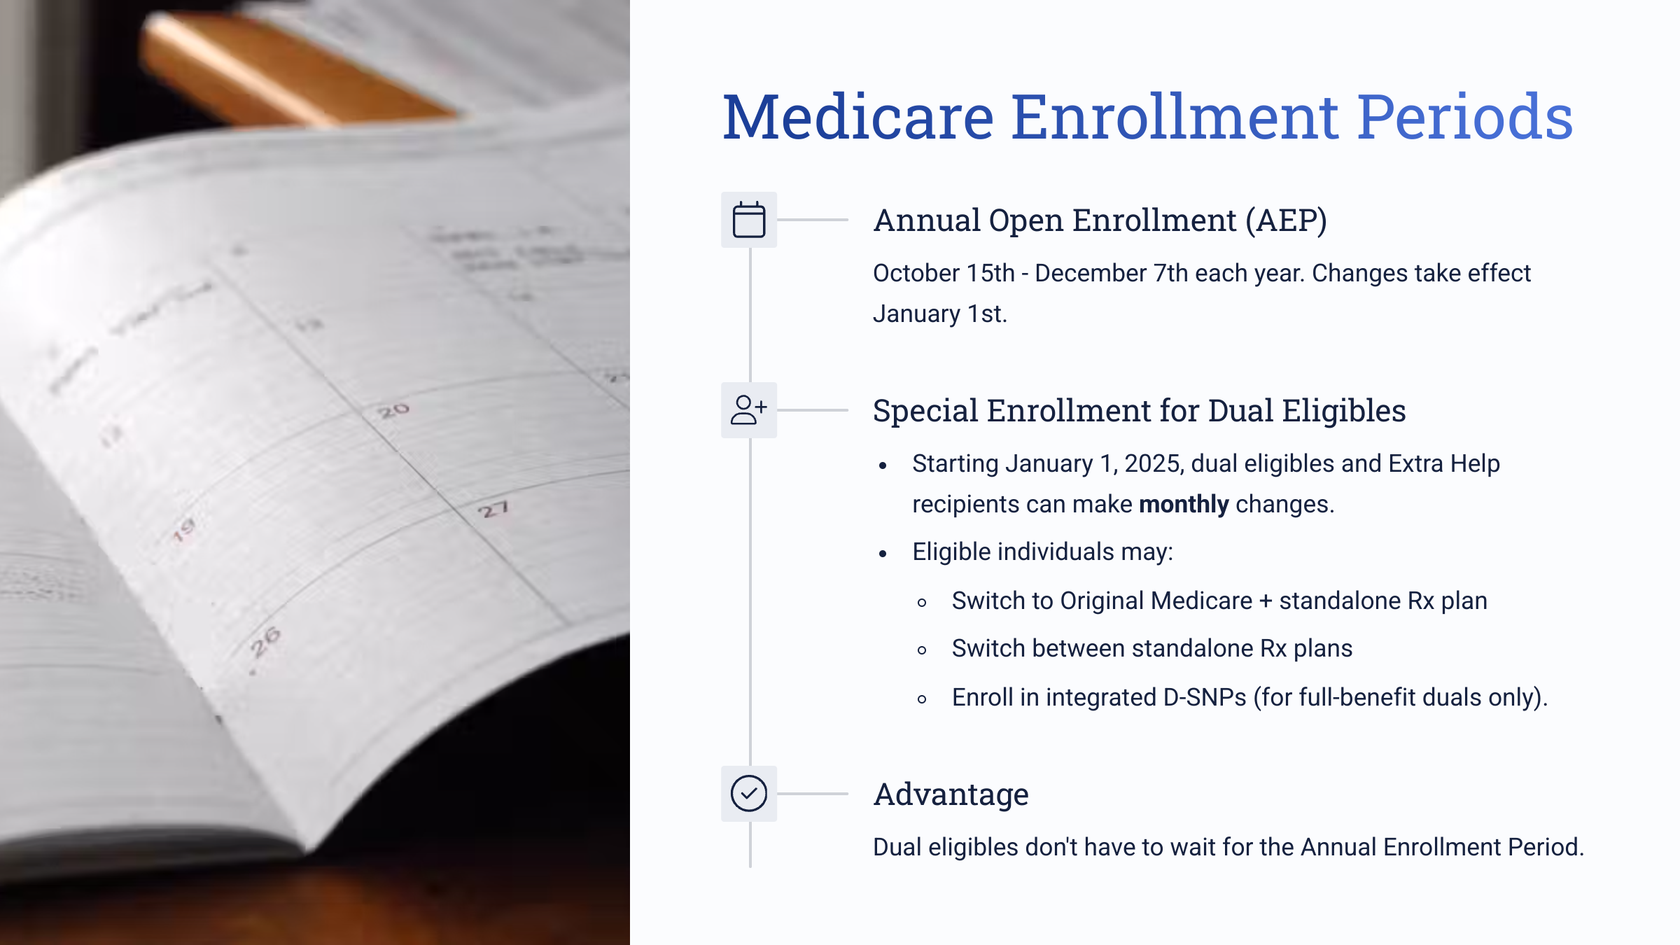 Medicare Enrollment Periods
Annual Open Enrollment (AEP)
October 15th - December 7th each year. Changes take effect
January 1st.
Special Enrollment for Dual Eligibles
• Starting January 1, 2025, dual eligibles and Extra Help
recipients can make monthly changes.
• Eligible individuals may:
◦ Switch to Original Medicare + standalone Rx plan
◦ Switch between standalone Rx plans
◦ Enroll in integrated D-SNPs (for full-benefit duals only).
Advantage
Dual eligibles don't have to wait for the Annual Enrollment Period.
13
20
19
27
26